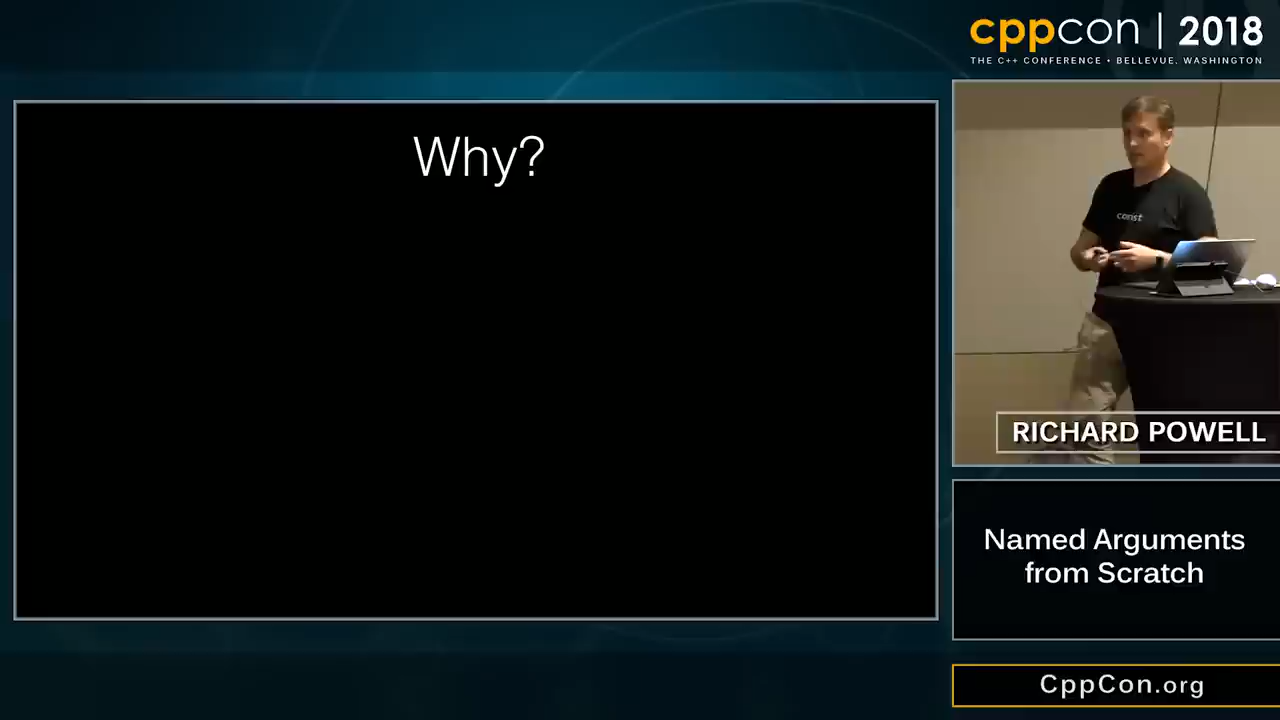 cppcon | 2018
THE C++ CONFERENCE • BELLEVUE, WASHINGTON
Why?
const
RICHARD POWELL
Named Arguments
from Scratch
CppCon.org